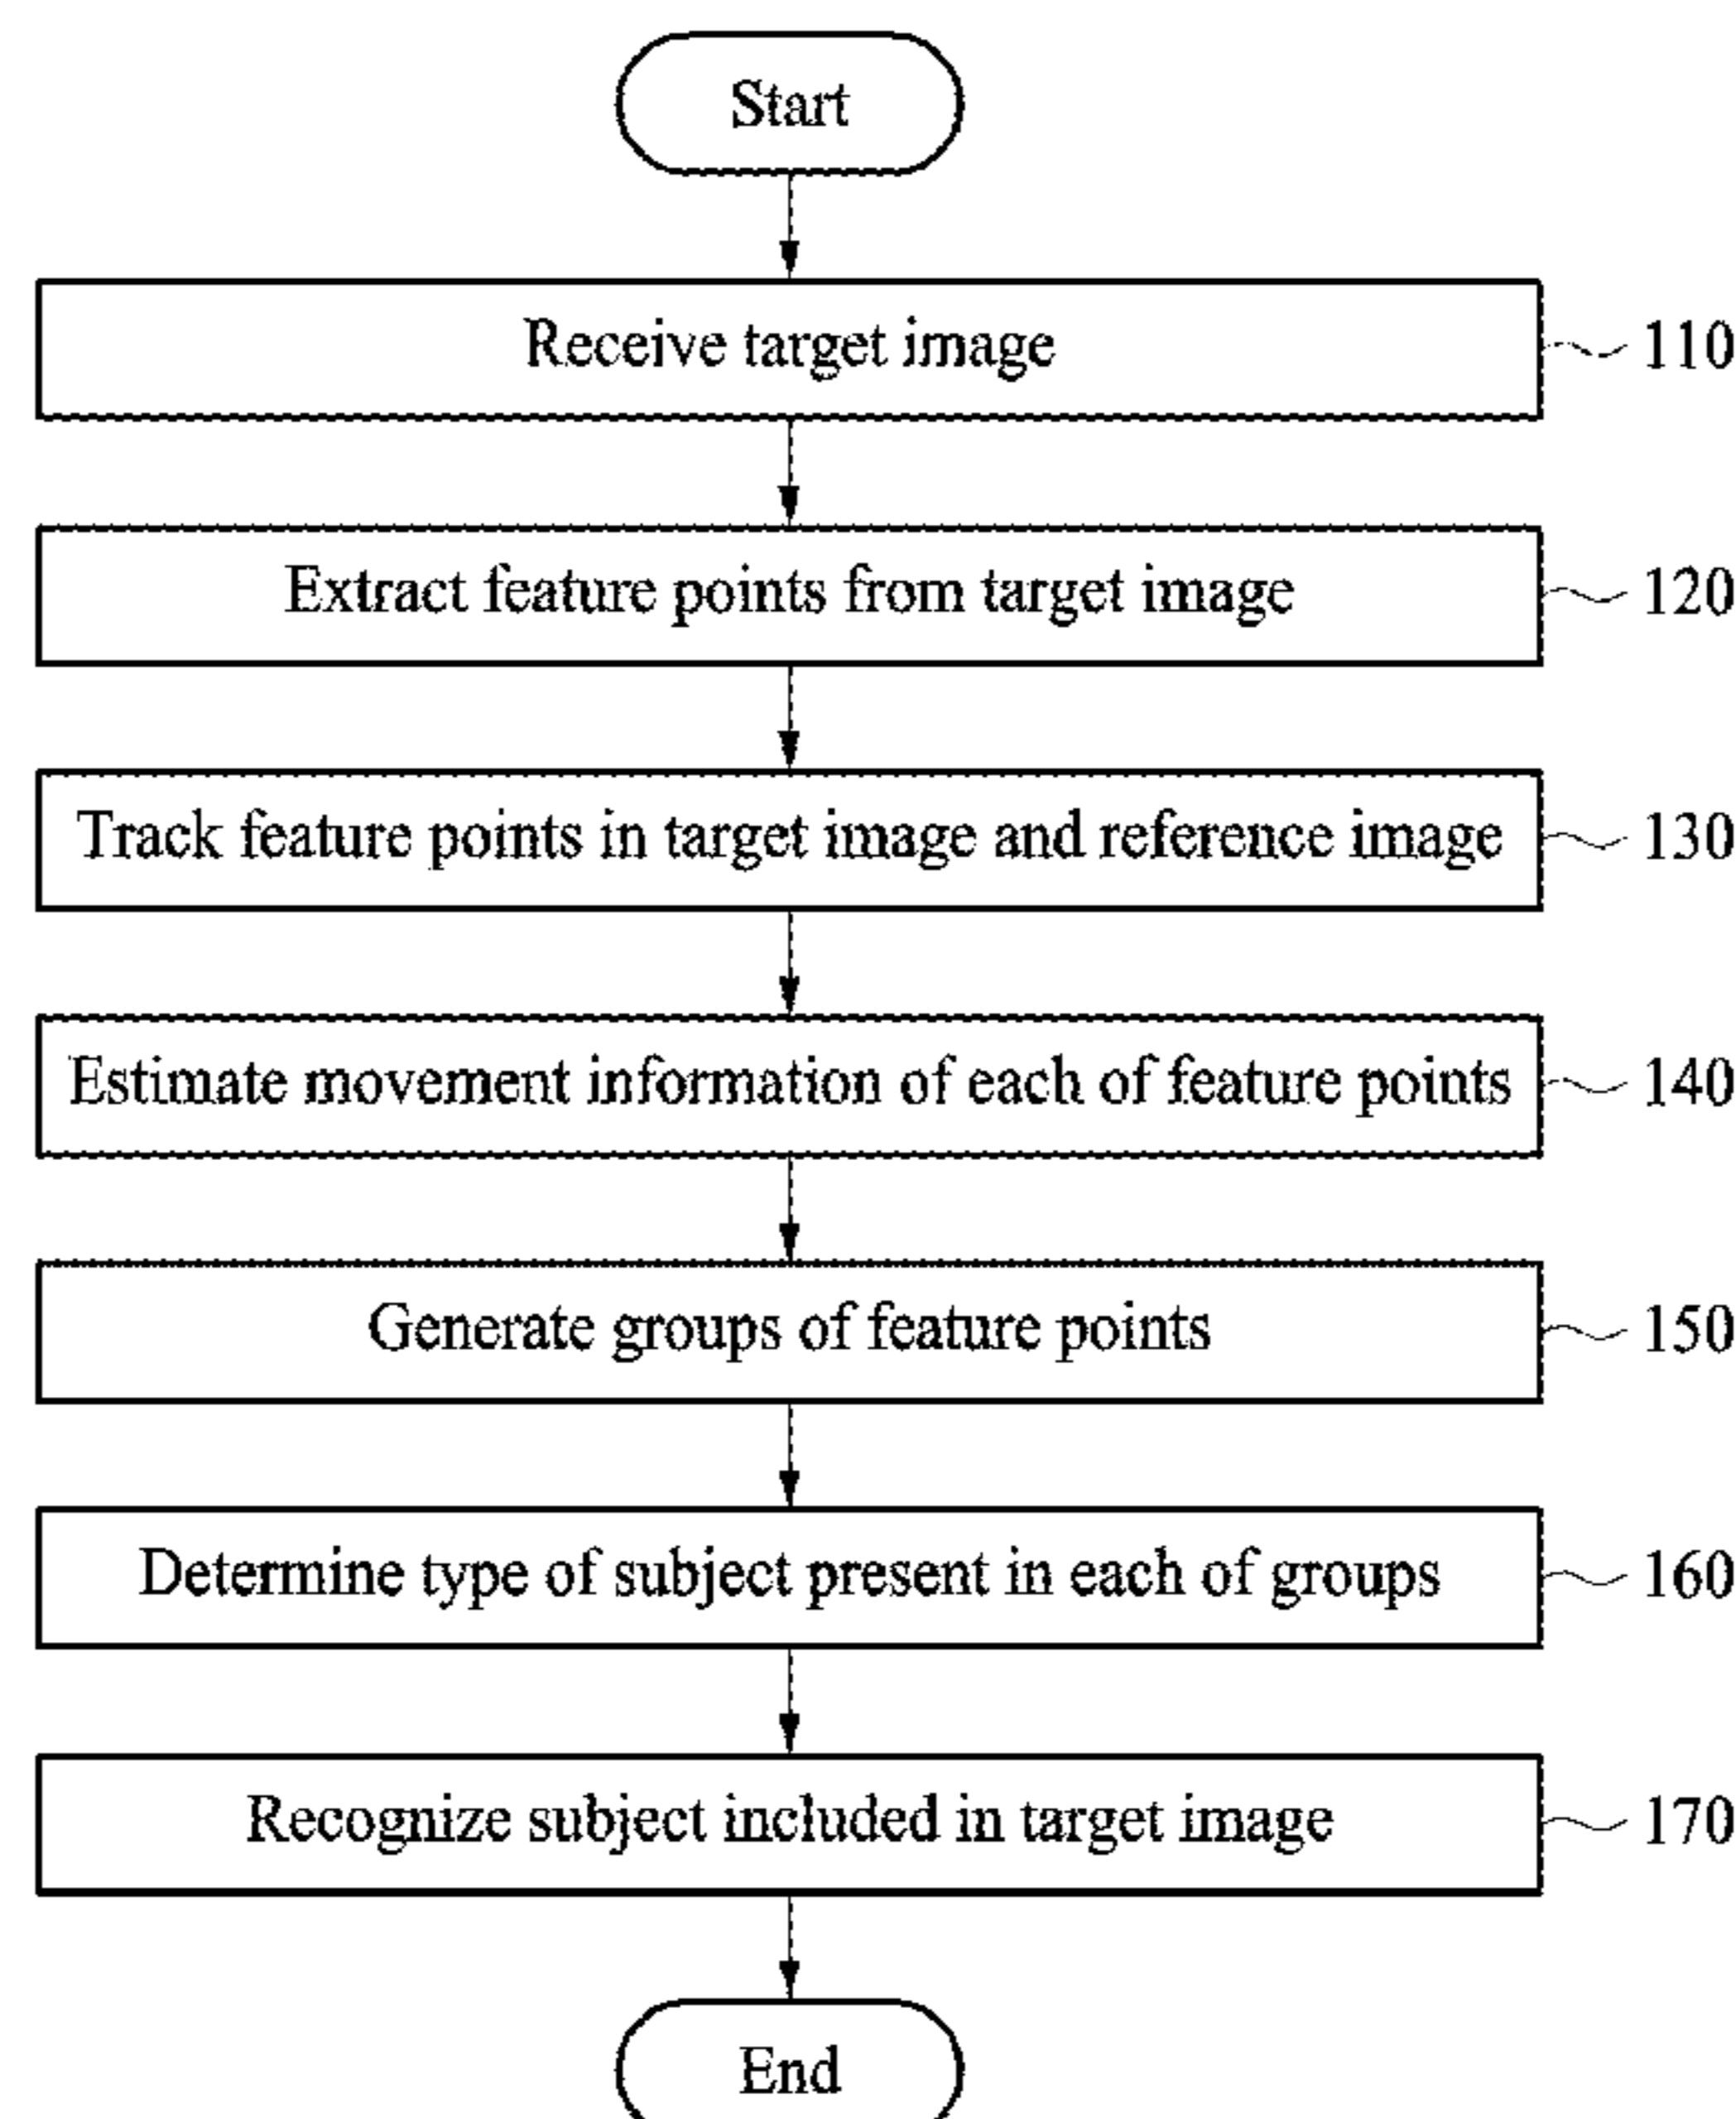 Start
Receive target image
110
Extract feature points from target image
120
Track feature points in target image and reference image
130
Estimate movement information of each of feature points
140
Generate groups of feature points
150
Determine type of subject present in each of groups
160
Recognize subject included in target image
170
End